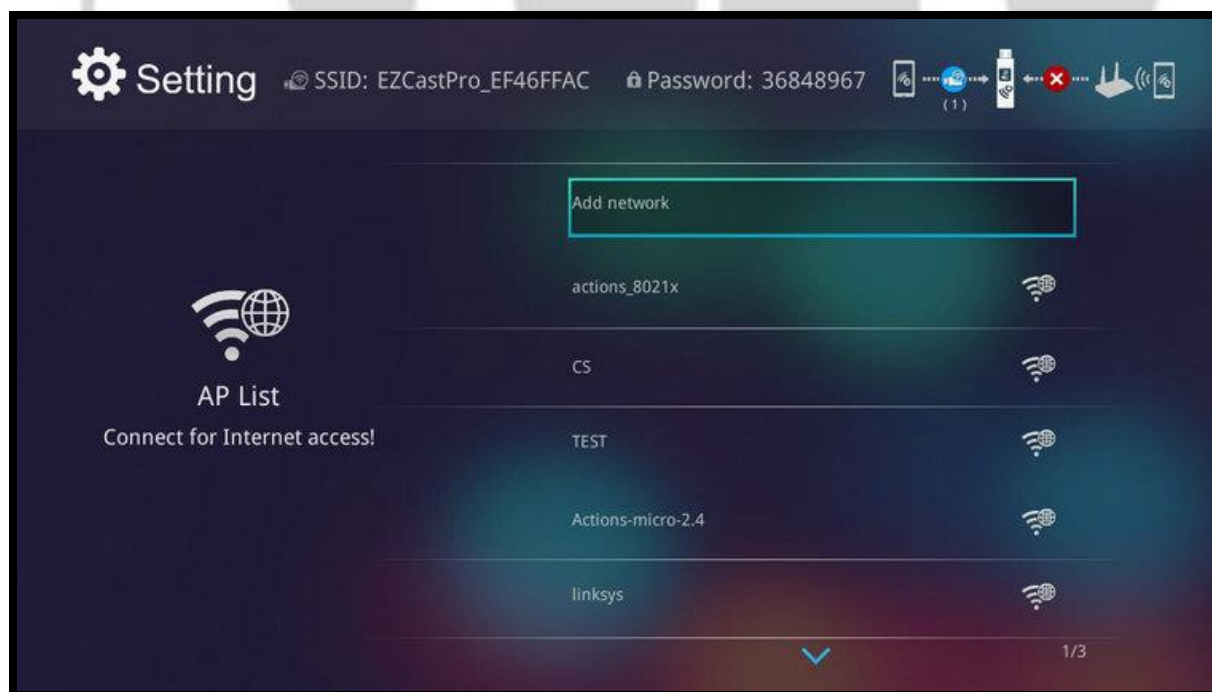 Setting SSID: EZCastPro_EF46FFAC Password: 36848967
(1)
Add network
actions_8021x
CS
AP List
Connect for Internet access!
TEST
Actions-micro-2.4
linksys
1/3